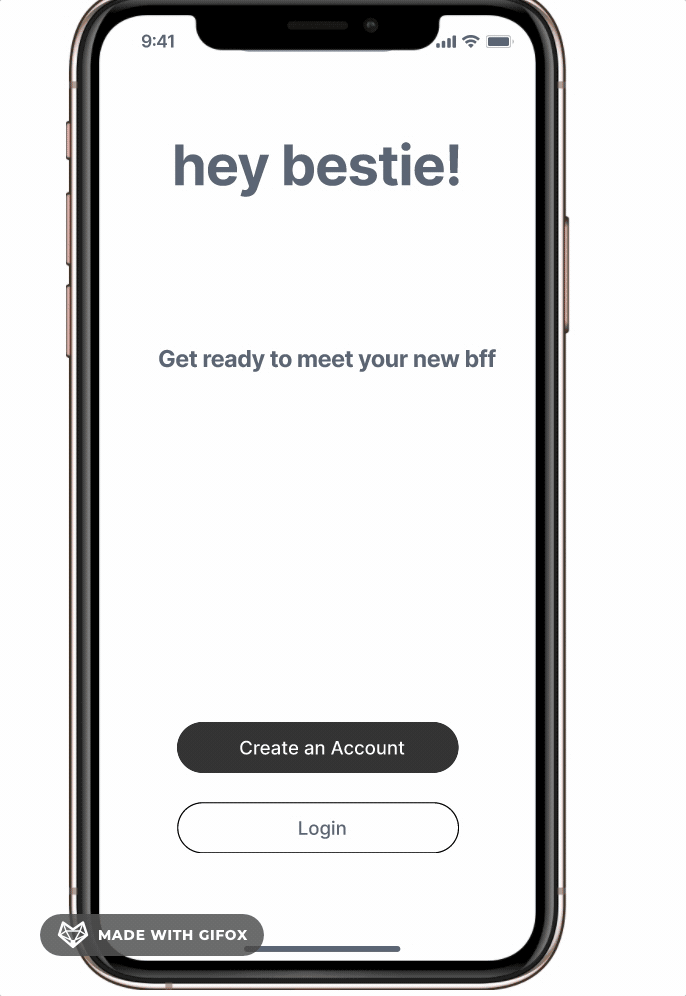 9:41
hey bestie!
Get ready to meet your new bff
Create an Account
Login
MADE WITH GIFOX